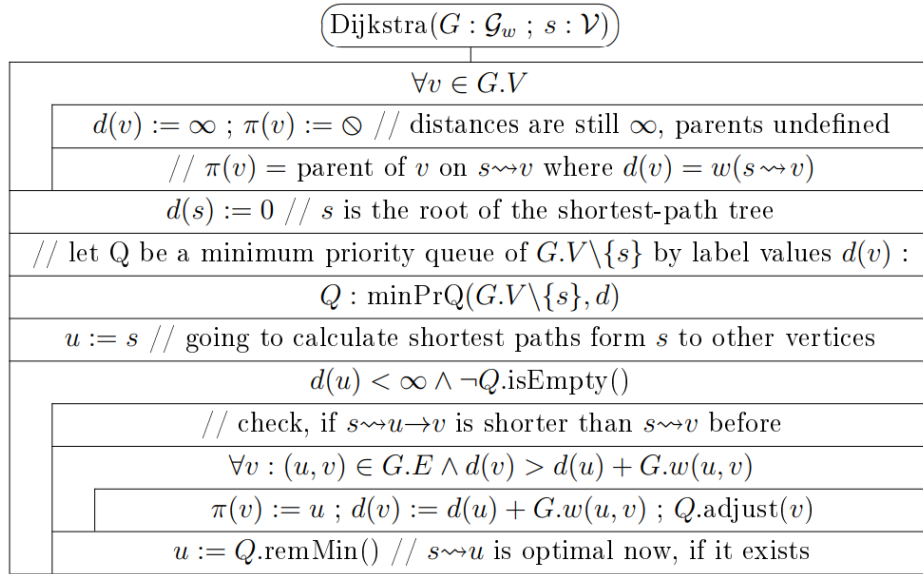 Dijkstra(G : 𝒢_w ; s : 𝒱)
∀v ∈ G.V
d(v) := ∞ ; π(v) := ⦸ // distances are still ∞, parents undefined
// π(v) = parent of v on s⇝v where d(v) = w(s⇝v)
d(s) := 0 // s is the root of the shortest-path tree
// let Q be a minimum priority queue of G.V\{s} by label values d(v) :
Q : minPrQ(G.V\{s}, d)
u := s // going to calculate shortest paths form s to other vertices
d(u) < ∞ ∧ ¬Q.isEmpty()
// check, if s⇝u→v is shorter than s⇝v before
∀v : (u, v) ∈ G.E ∧ d(v) > d(u) + G.w(u, v)
π(v) := u ; d(v) := d(u) + G.w(u, v) ; Q.adjust(v)
u := Q.remMin() // s⇝u is optimal now, if it exists